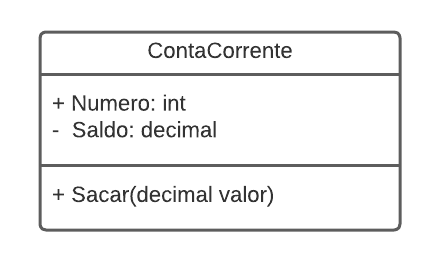 ContaCorrente
+ Numero: int
- Saldo: decimal
+ Sacar(decimal valor)